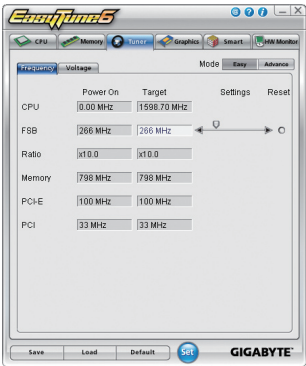 EasyTune6
CPU Memory Tuner Graphics Smart HW Monitor
Frequency Voltage Mode Easy Advance
Power On Target Settings Reset
CPU 0.00 MHz 1598.70 MHz
FSB 266 MHz 266 MHz
Ratio x10.0 x10.0
Memory 798 MHz 798 MHz
PCI-E 100 MHz 100 MHz
PCI 33 MHz 33 MHz
Save Load Default Set GIGABYTE